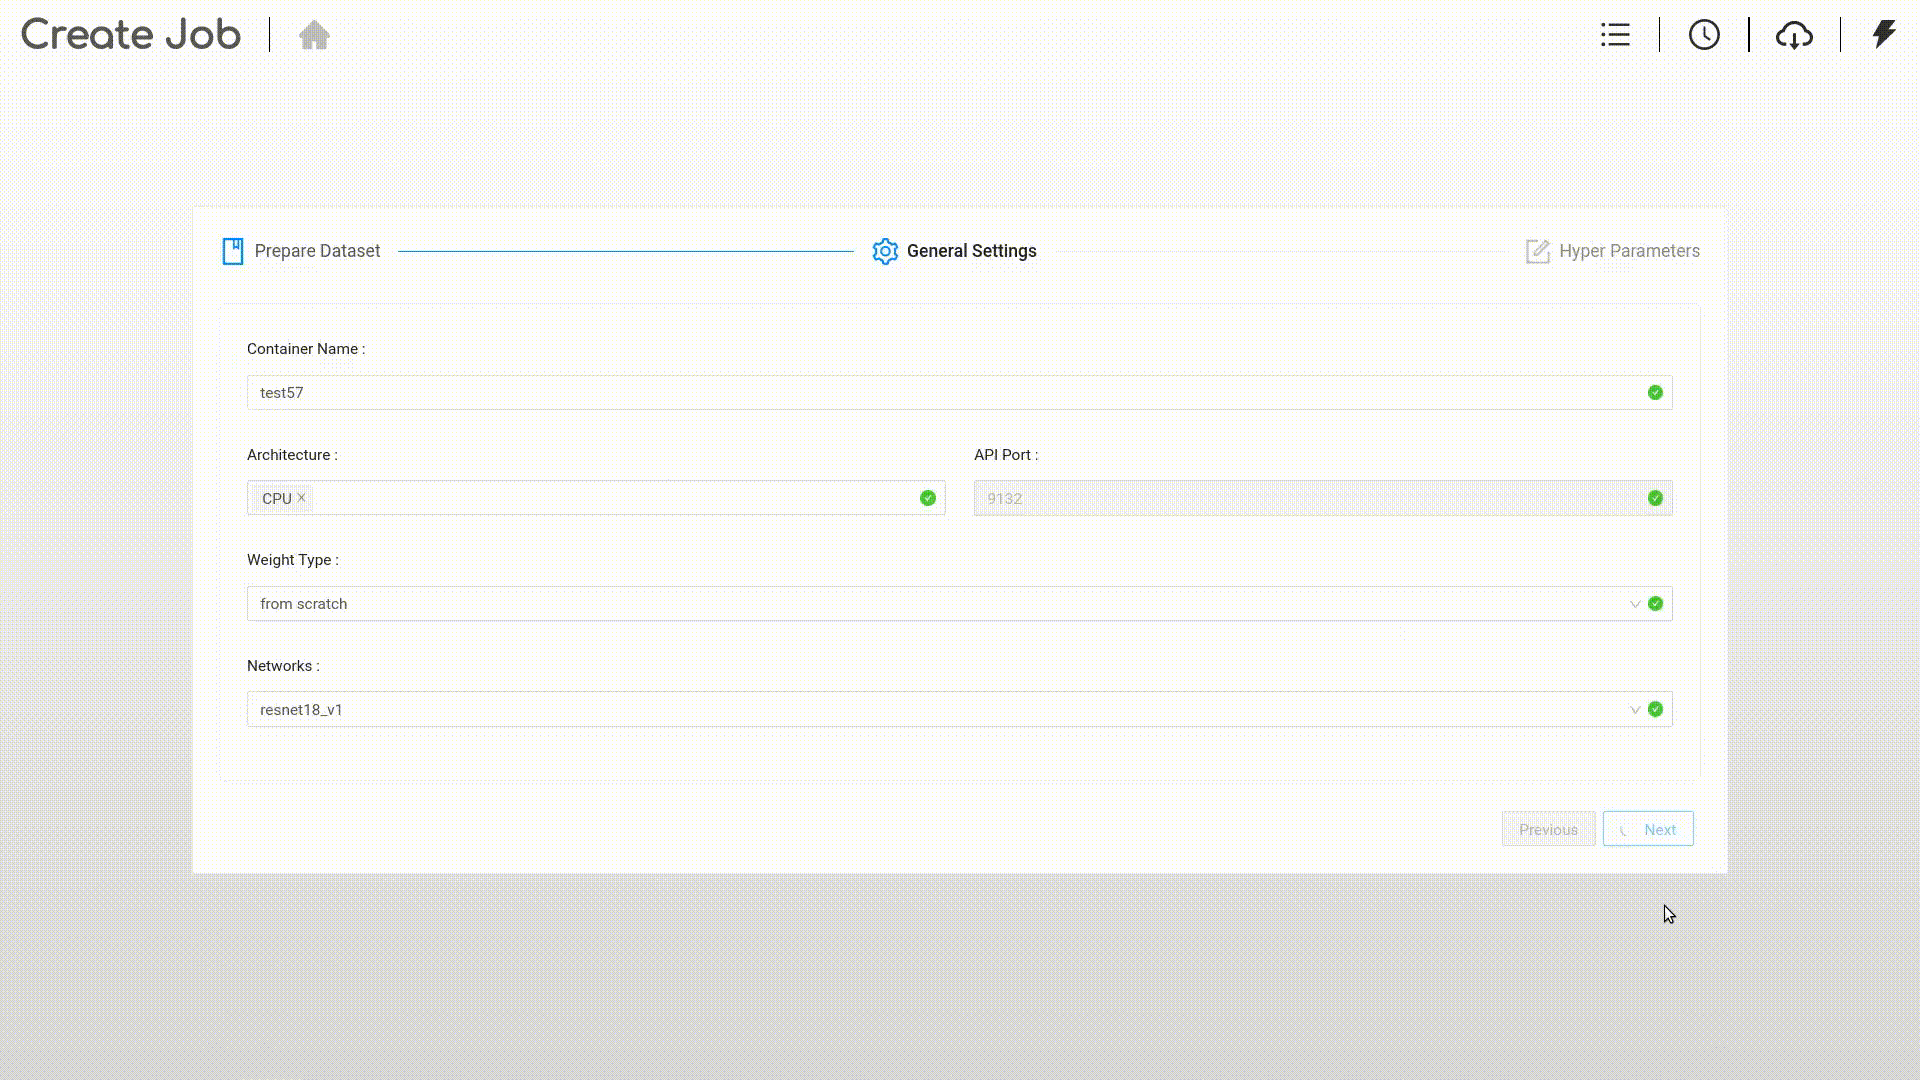 Create Job
Prepare Dataset
General Settings
Hyper Parameters
Container Name :
test57
Architecture :
API Port :
CPU
9132
Weight Type :
from scratch
Networks :
resnet18_v1
Previous
Next